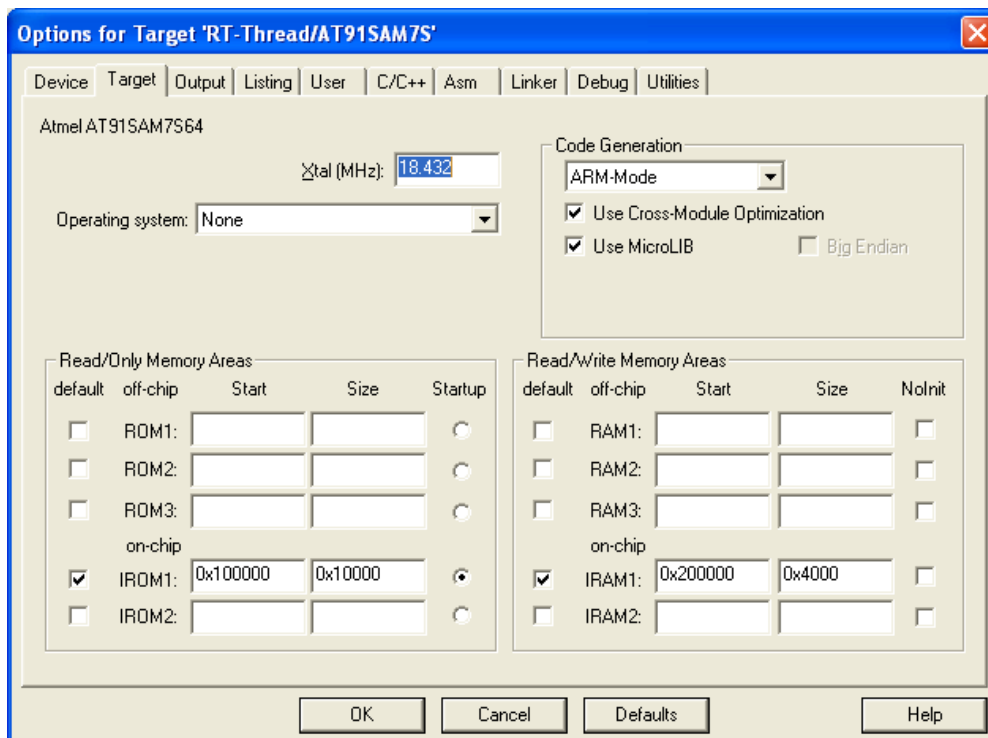 Options for Target 'RT-Thread/AT91SAM7S'
Device Target Output Listing User C/C++ Asm Linker Debug Utilities
Atmel AT91SAM7S64
Xtal (MHz): 18.432
Operating system: None
Code Generation
ARM-Mode
Use Cross-Module Optimization
Use MicroLIB Big Endian
Read/Only Memory Areas
default off-chip Start Size Startup
ROM1:
ROM2:
ROM3:
on-chip
IROM1: 0x100000 0x10000
IROM2:
Read/Write Memory Areas
default off-chip Start Size NoInit
RAM1:
RAM2:
RAM3:
on-chip
IRAM1: 0x200000 0x4000
IRAM2:
OK Cancel Defaults Help